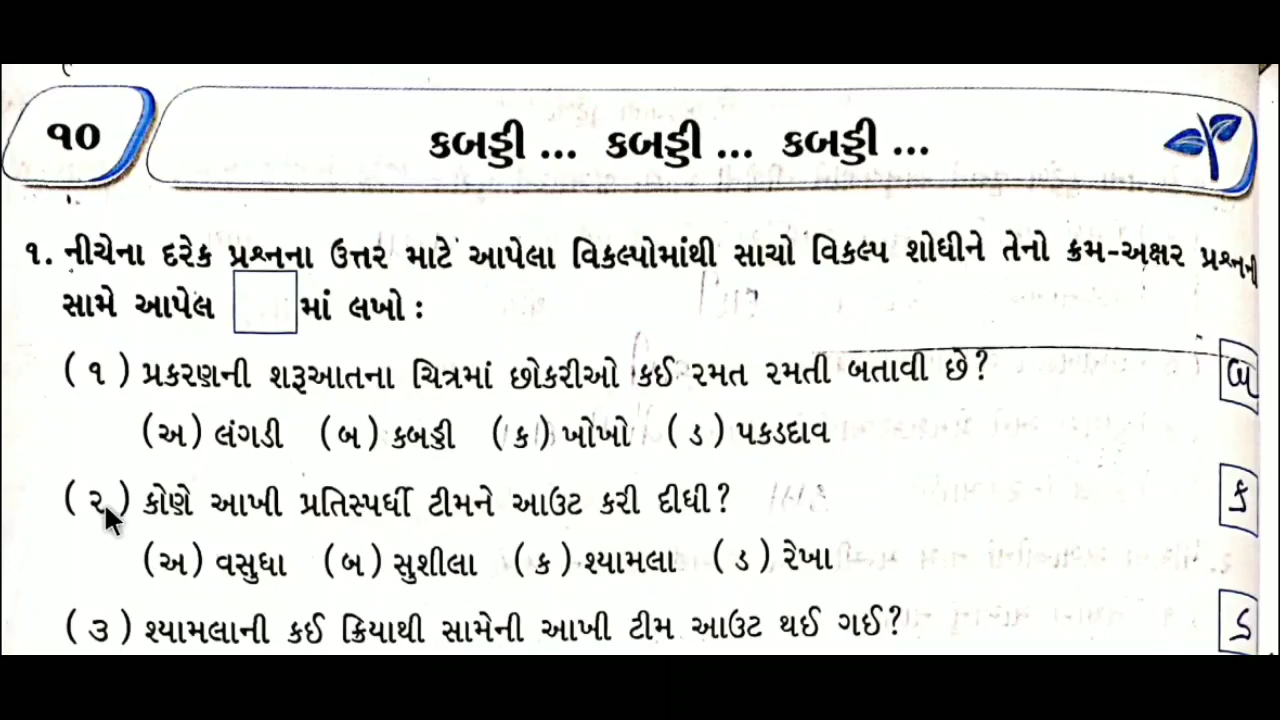 ૧૦
કબડ્ડી ... કબડ્ડી ... કબડ્ડી ...
૧. નીચેના દરેક પ્રશ્નના ઉત્તર માટે આપેલા વિકલ્પોમાંથી સાચો વિકલ્પ શોધીને તેનો ક્રમ-અક્ષર પ્રશ્નની
સામે આપેલ માં લખો :
( ૧ ) પ્રકરણની શરૂઆતના ચિત્રમાં છોકરીઓ કઈ રમત રમતી બતાવી છે? બ
(અ) લંગડી (બ) કબડ્ડી (ક) ખોખો (ડ) પકડદાવ
( ૨ ) કોણે આખી પ્રતિસ્પર્ધી ટીમને આઉટ કરી દીધી? ક
(અ) વસુધા (બ) સુશીલા (ક) શ્યામલા (ડ) રેખા
( ૩ ) શ્યામલાની કઈ ક્રિયાથી સામેની આખી ટીમ આઉટ થઈ ગઈ? ડ